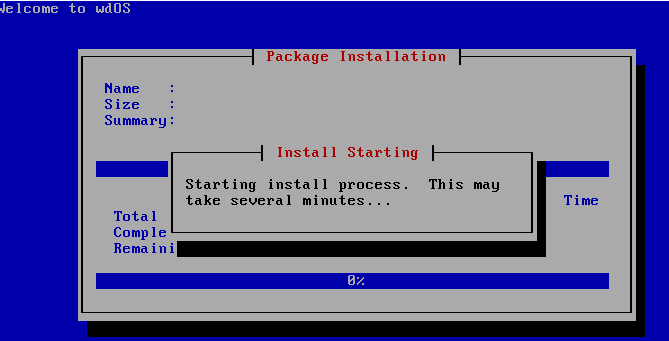 Welcome to wdOS
Package Installation
Name :
Size :
Summary:
Install Starting
Starting install process. This may
take several minutes...
Time
Total
Comple
Remaini
0%